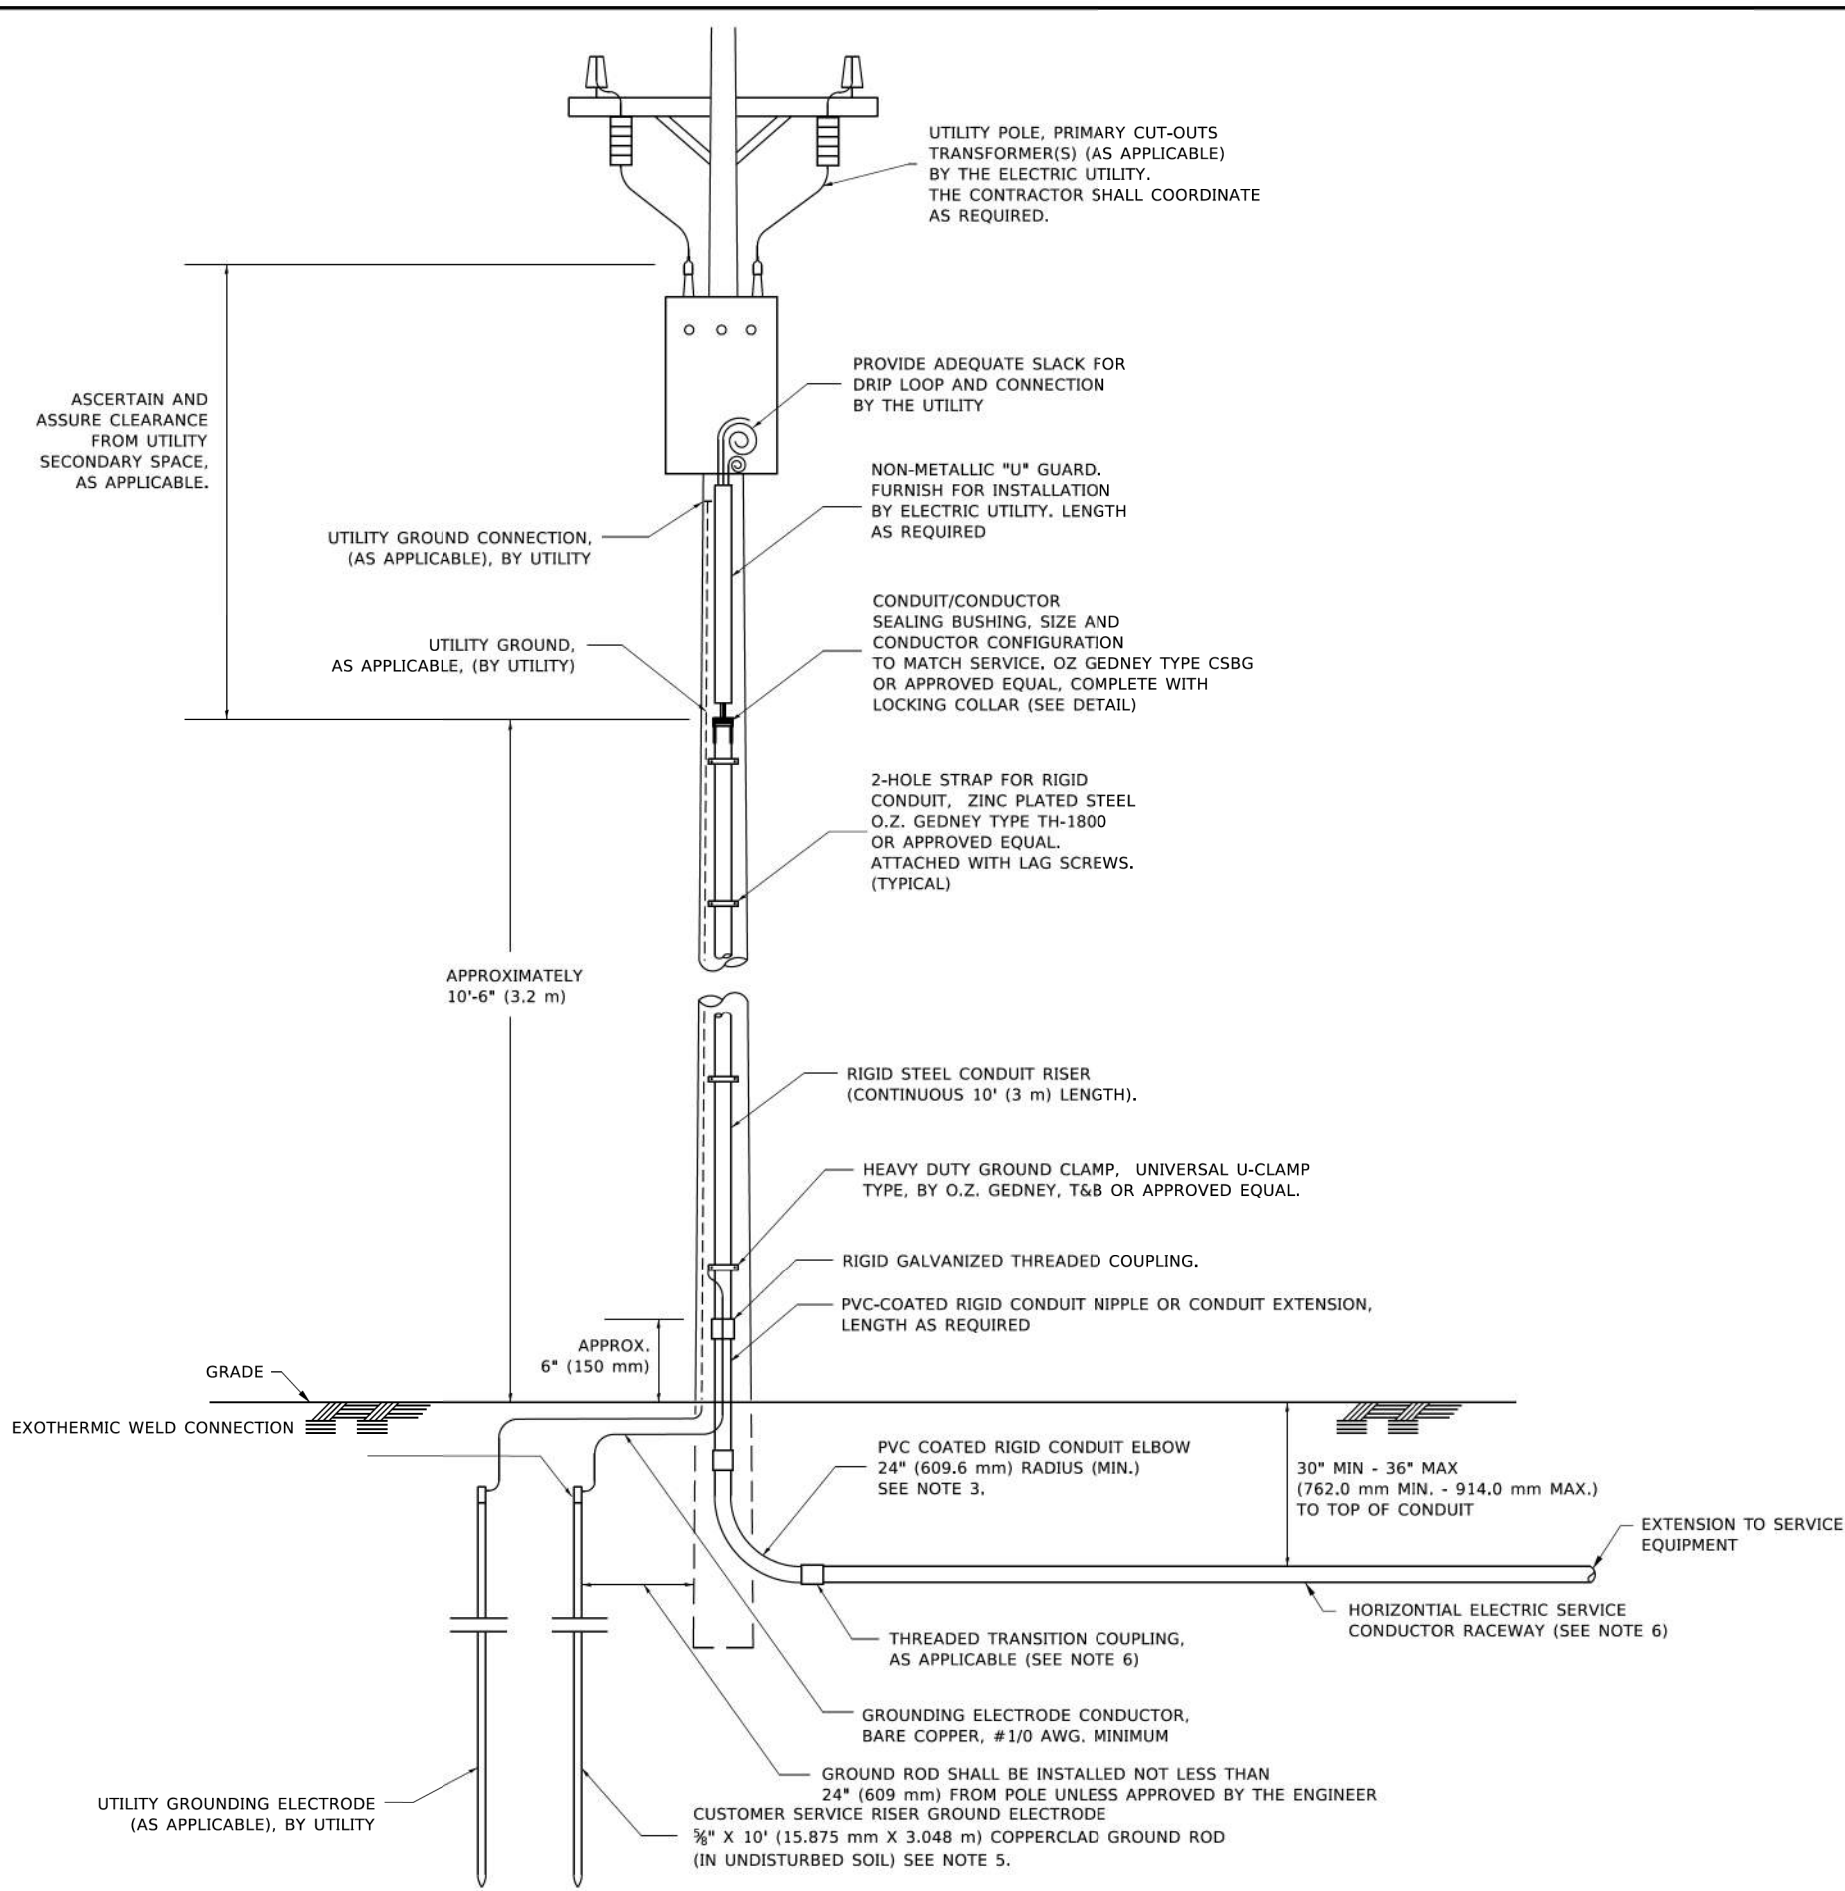 UTILITY POLE, PRIMARY CUT-OUTS
TRANSFORMER(S) (AS APPLICABLE)
BY THE ELECTRIC UTILITY.
THE CONTRACTOR SHALL COORDINATE
AS REQUIRED.
PROVIDE ADEQUATE SLACK FOR
DRIP LOOP AND CONNECTION
BY THE UTILITY
ASCERTAIN AND
ASSURE CLEARANCE
FROM UTILITY
SECONDARY SPACE,
AS APPLICABLE.
NON-METALLIC "U" GUARD.
FURNISH FOR INSTALLATION
BY ELECTRIC UTILITY. LENGTH
AS REQUIRED
UTILITY GROUND CONNECTION,
(AS APPLICABLE), BY UTILITY
CONDUIT/CONDUCTOR
SEALING BUSHING, SIZE AND
CONDUCTOR CONFIGURATION
TO MATCH SERVICE, OZ GEDNEY TYPE CSBG
OR APPROVED EQUAL, COMPLETE WITH
LOCKING COLLAR (SEE DETAIL)
UTILITY GROUND,
AS APPLICABLE, (BY UTILITY)
2-HOLE STRAP FOR RIGID
CONDUIT, ZINC PLATED STEEL
O.Z. GEDNEY TYPE TH-1800
OR APPROVED EQUAL.
ATTACHED WITH LAG SCREWS.
(TYPICAL)
APPROXIMATELY
10'-6" (3.2 m)
RIGID STEEL CONDUIT RISER
(CONTINUOUS 10' (3 m) LENGTH).
HEAVY DUTY GROUND CLAMP, UNIVERSAL U-CLAMP
TYPE, BY O.Z. GEDNEY, T&B OR APPROVED EQUAL.
RIGID GALVANIZED THREADED COUPLING.
PVC-COATED RIGID CONDUIT NIPPLE OR CONDUIT EXTENSION,
LENGTH AS REQUIRED
APPROX.
6" (150 mm)
GRADE
EXOTHERMIC WELD CONNECTION
PVC COATED RIGID CONDUIT ELBOW
24" (609.6 mm) RADIUS (MIN.)
SEE NOTE 3.
30" MIN - 36" MAX
(762.0 mm MIN. - 914.0 mm MAX.)
TO TOP OF CONDUIT
EXTENSION TO SERVICE
EQUIPMENT
HORIZONTIAL ELECTRIC SERVICE
CONDUCTOR RACEWAY (SEE NOTE 6)
THREADED TRANSITION COUPLING,
AS APPLICABLE (SEE NOTE 6)
GROUNDING ELECTRODE CONDUCTOR,
BARE COPPER, #1/0 AWG. MINIMUM
GROUND ROD SHALL BE INSTALLED NOT LESS THAN
24" (609 mm) FROM POLE UNLESS APPROVED BY THE ENGINEER
UTILITY GROUNDING ELECTRODE
(AS APPLICABLE), BY UTILITY
CUSTOMER SERVICE RISER GROUND ELECTRODE
⅝" X 10' (15.875 mm X 3.048 m) COPPERCLAD GROUND ROD
(IN UNDISTURBED SOIL) SEE NOTE 5.